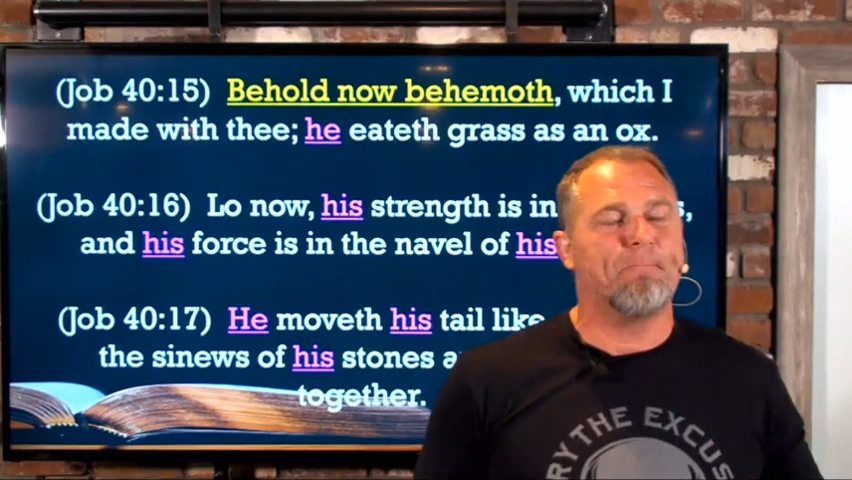 (Job 40:15) Behold now behemoth, which I
made with thee; he eateth grass as an ox.
(Job 40:16) Lo now, his strength is in
and his force is in the navel of his
(Job 40:17) He moveth his tail like
the sinews of his stones
together.
THE EXCUS